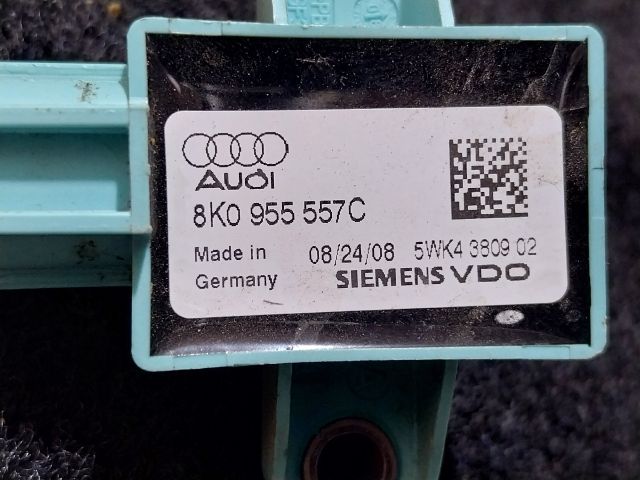 Audi
8K0 955 557C
Made in Germany
08/24/08 5WK4 3809 02
SIEMENS VDO